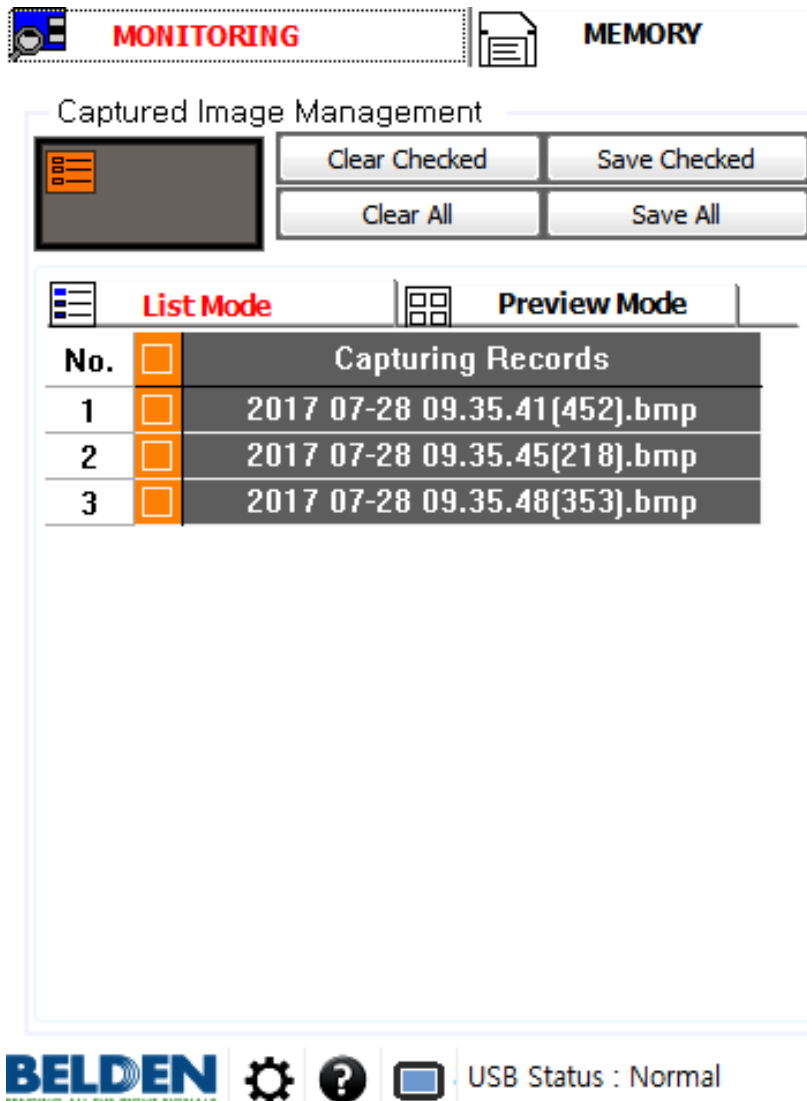 MONITORING MEMORY
Captured Image Management
Clear Checked Save Checked
Clear All Save All
List Mode Preview Mode
No. Capturing Records
1 2017 07-28 09.35.41(452).bmp
2 2017 07-28 09.35.45(218).bmp
3 2017 07-28 09.35.48(353).bmp
BELDEN ? USB Status : Normal